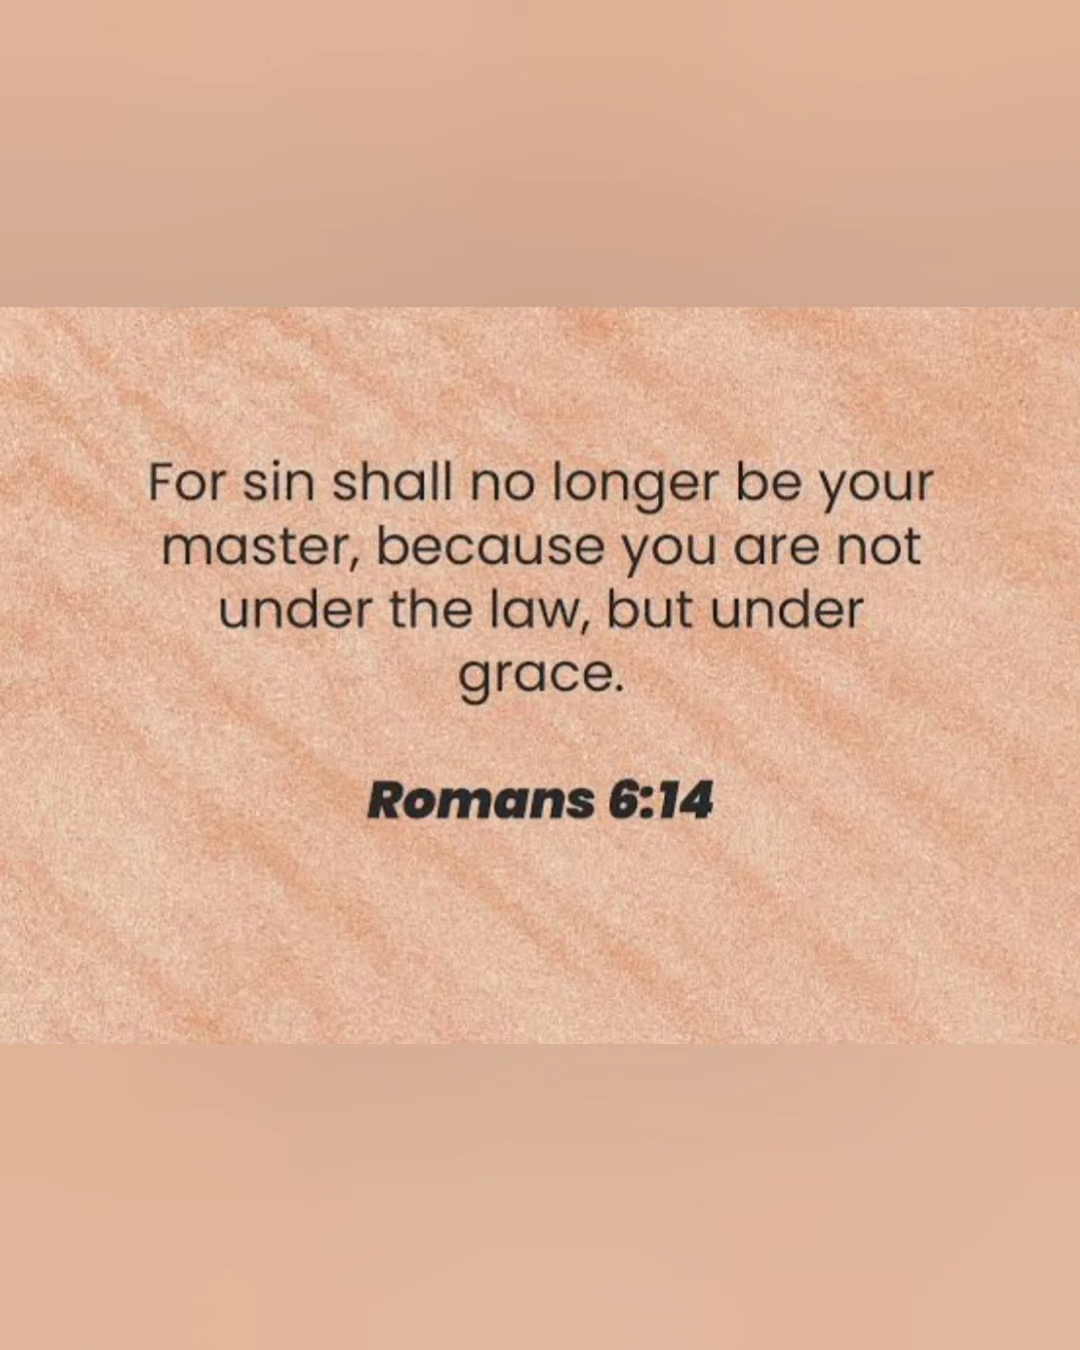 For sin shall no longer be your
master, because you are not
under the law, but under
grace.
Romans 6:14